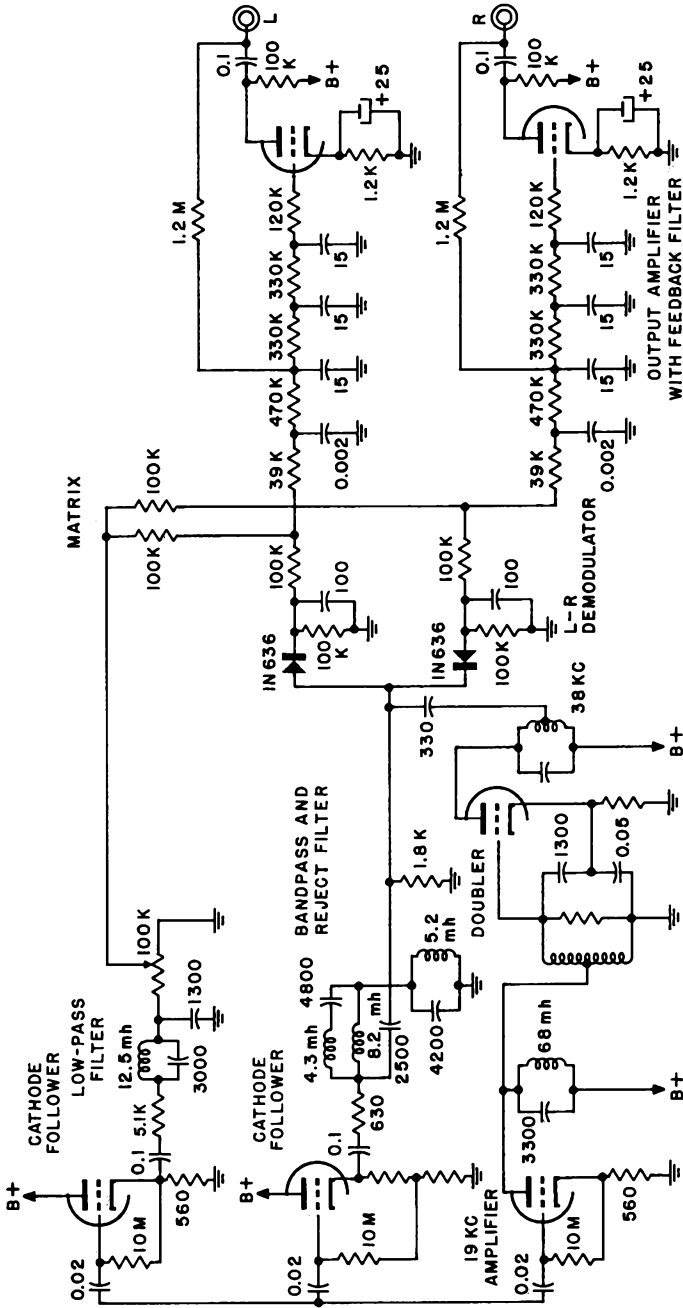 MATRIX
100K
100K
L
0.1
100
K
B+
1.2 M
+25
1.2K
120K
330K
330K
470K
39K
15
15
15
0.002
R
0.1
100
K
B+
1.2 M
+25
1.2K
120K
330K
330K
470K
39K
15
15
15
0.002
OUTPUT AMPLIFIER
WITH FEEDBACK FILTER
100K
100
1N636
100
K
100K
100
1N636
100K
L-R
DEMODULATOR
CATHODE
FOLLOWER
LOW-PASS
FILTER
B+
0.02
10M
560
0.1
5.1K
12.5mh
3000
1300
100K
CATHODE
FOLLOWER
B+
0.02
10M
0.1
630
BANDPASS AND
REJECT FILTER
4.3 mh
4800
8.2
mh
2500
4200
5.2
mh
1.8K
330
38KC
B+
DOUBLER
1300
0.05
19 KC
AMPLIFIER
0.02
10M
560
3300
68mh
B+